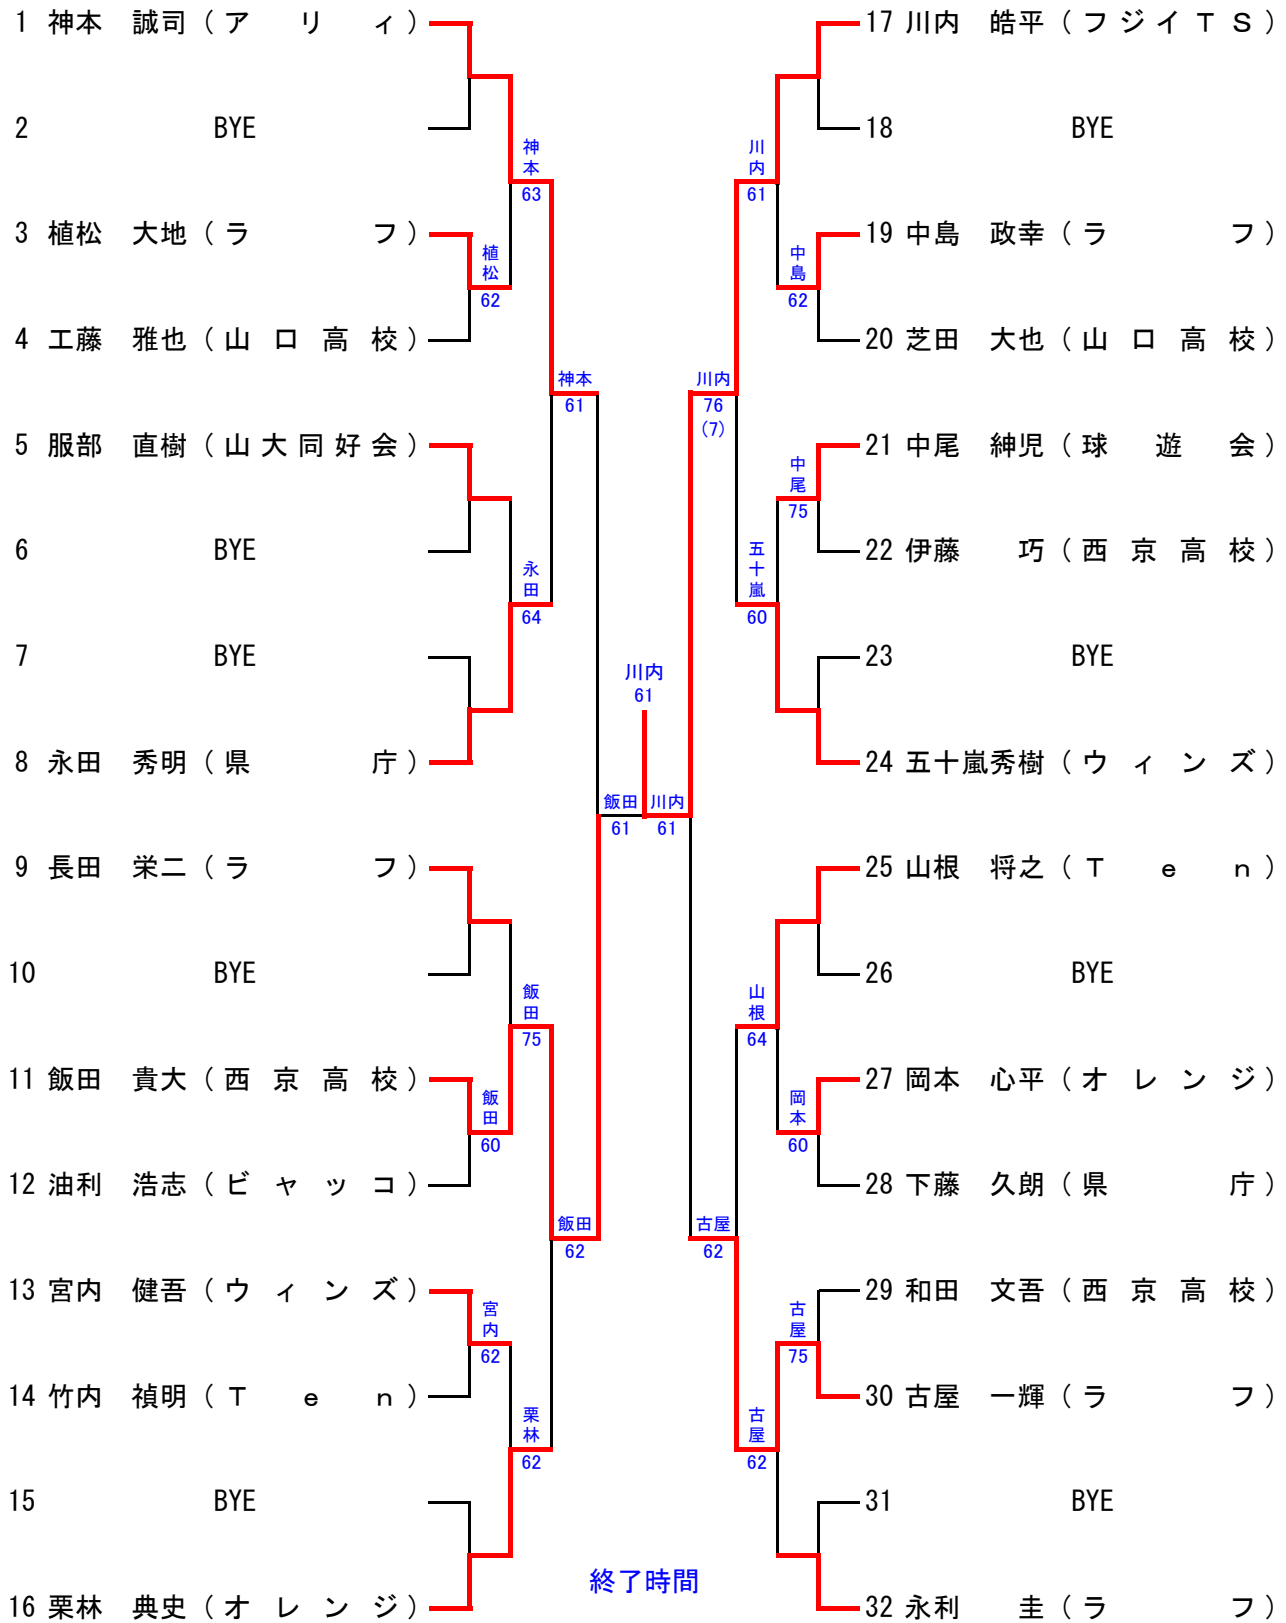 1 神本　誠司（アリィ）
2 BYE
神本
63
3 植松　大地（ラフ）
植松
62
4 工藤　雅也（山口高校）
神本
61
5 服部　直樹（山大同好会）
6 BYE
永田
64
7 BYE
8 永田　秀明（県庁）
9 長田　栄二（ラフ）
10 BYE
飯田
75
11 飯田　貴大（西京高校）
飯田
60
12 油利　浩志（ビャッコ）
飯田
62
13 宮内　健吾（ウィンズ）
宮内
62
14 竹内　禎明（Ｔｅｎ）
栗林
62
15 BYE
16 栗林　典史（オレンジ）
川内
61
飯田
61
川内
61
17 川内　皓平（フジイＴＳ）
18 BYE
川内
61
19 中島　政幸（ラフ）
中島
62
20 芝田　大也（山口高校）
川内
76
(7)
21 中尾　紳児（球遊会）
中尾
75
22 伊藤　巧（西京高校）
五十嵐
60
23 BYE
24 五十嵐秀樹（ウィンズ）
25 山根　将之（Ｔｅｎ）
26 BYE
山根
64
27 岡本　心平（オレンジ）
岡本
60
28 下藤　久朗（県庁）
古屋
62
29 和田　文吾（西京高校）
古屋
75
30 古屋　一輝（ラフ）
古屋
62
31 BYE
32 永利　圭（ラフ）
終了時間